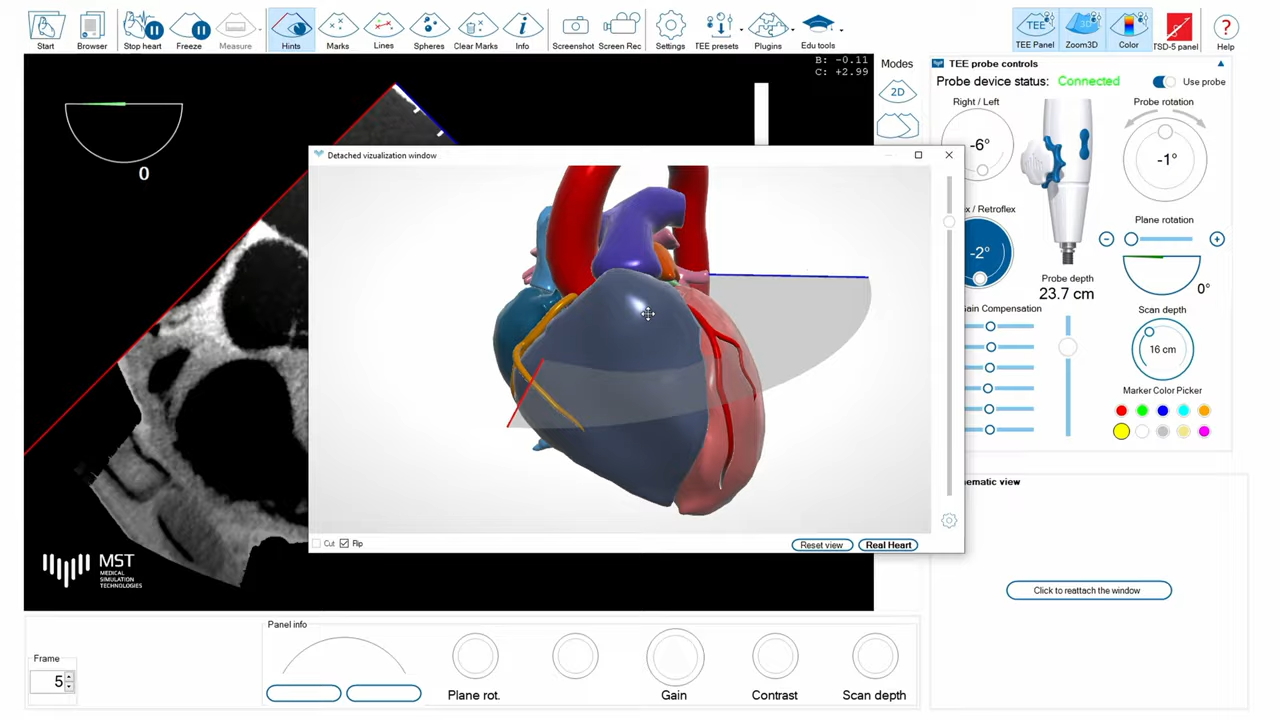 Start
Browser
Stop heart
Freeze
Measure
Hints
Marks
Lines
Spheres
Clear Marks
Info
Screenshot
Screen Rec
Settings
TEE presets
Plugins
Edu tools
TEE Panel
Zoom3D
Color
TSD-5 panel
Help
B: -0.11
C: +2.99
0
Modes
2D
TEE probe controls
Probe device status: Connected
Use probe
Right / Left
-6°
Probe rotation
-1°
x / Retroflex
-2°
Plane rotation
0°
Probe depth
23.7 cm
Gain Compensation
Scan depth
16 cm
Marker Color Picker
Detached vizualization window
Cut
Flip
Reset view
Real Heart
hematic view
Click to reattach the window
MST
MEDICAL
SIMULATION
TECHNOLOGIES
Frame
5
Panel info
Plane rot.
Gain
Contrast
Scan depth